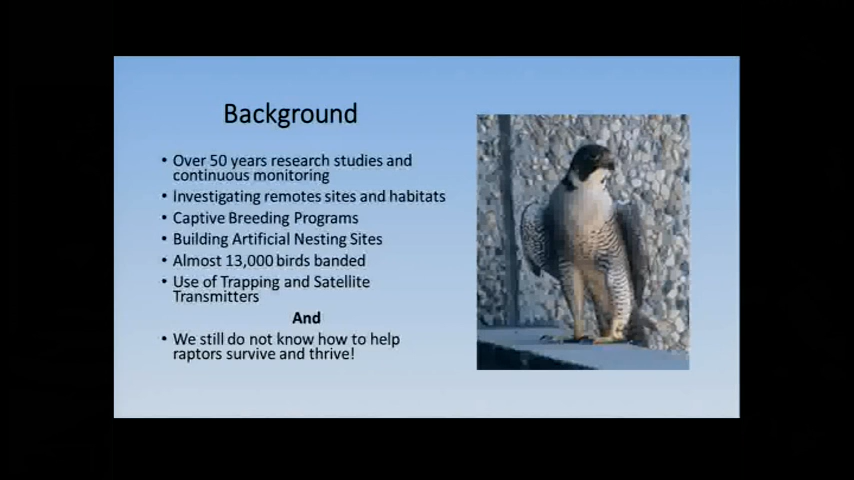 Background
• Over 50 years research studies and
continuous monitoring
• Investigating remotes sites and habitats
• Captive Breeding Programs
• Building Artificial Nesting Sites
• Almost 13,000 birds banded
• Use of Trapping and Satellite
Transmitters
And
• We still do not know how to help
raptors survive and thrive!